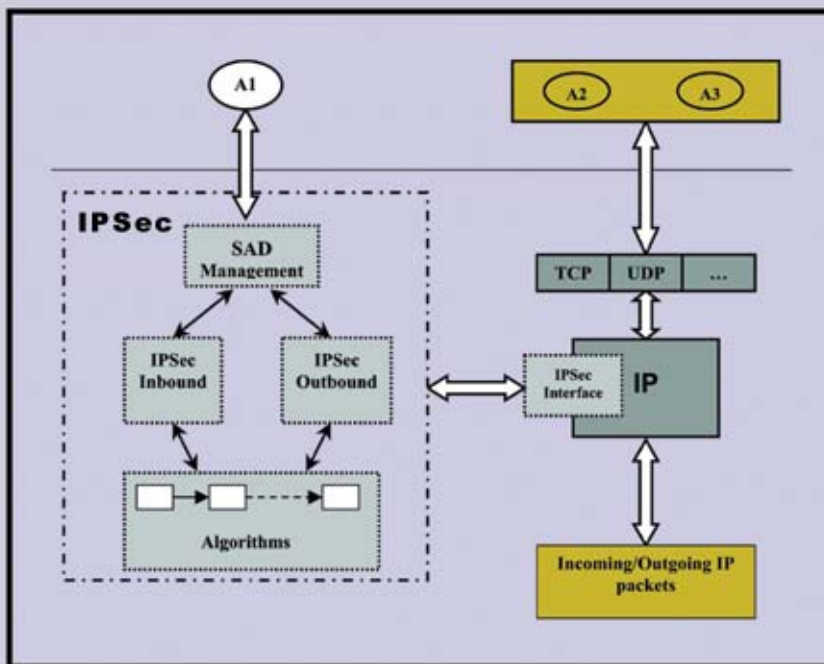 A1
A2 A3
IPSec
SAD
Management
TCP UDP ...
IPSec
Inbound
IPSec
Outbound
IPSec
Interface
IP
Algorithms
Incoming/Outgoing IP
packets